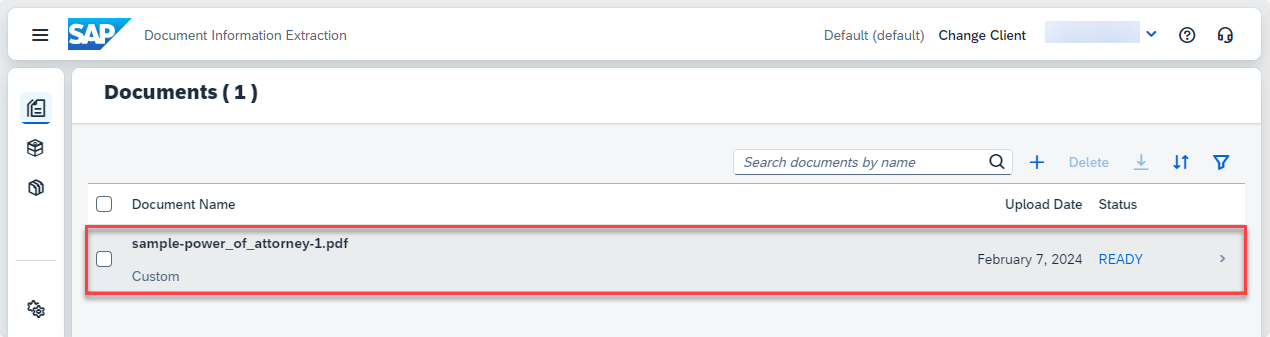 SAP Document Information Extraction Default (default) Change Client
Documents ( 1 )
Search documents by name Delete
Document Name Upload Date Status
sample-power_of_attorney-1.pdf
February 7, 2024 READY
Custom